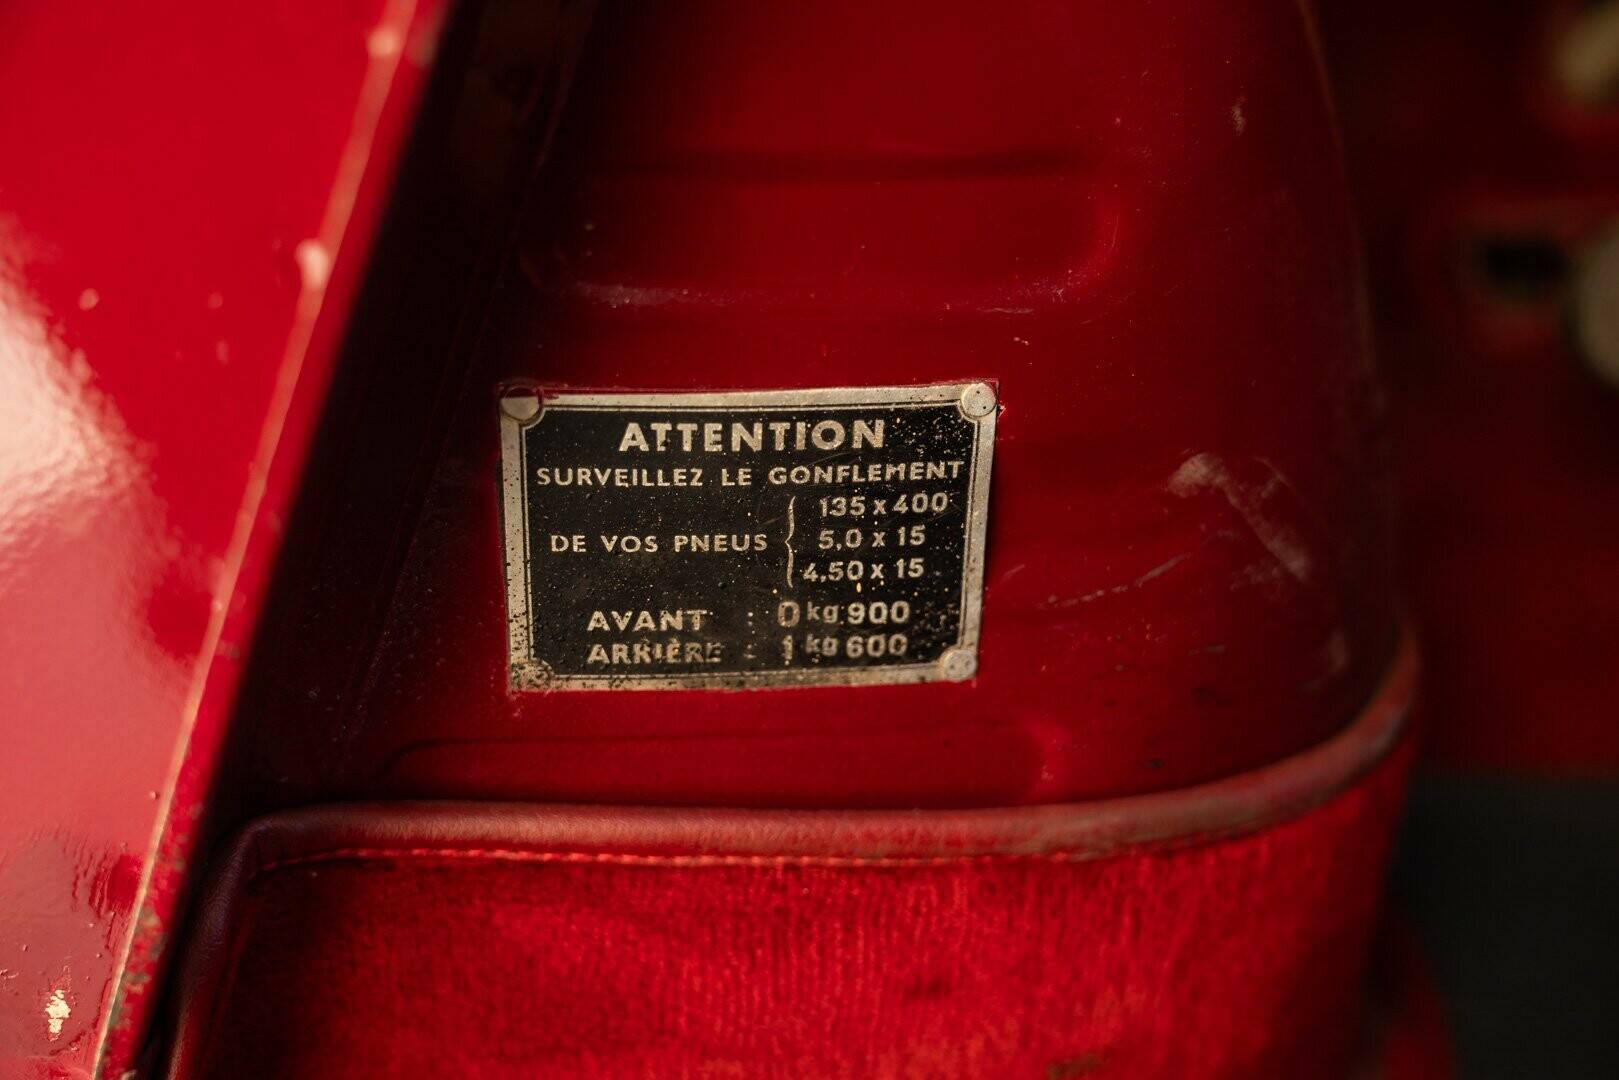 ATTENTION
SURVEILLEZ LE GONFLEMENT
135 x 400
DE VOS PNEUS { 5,0 x 15
4,50 x 15
AVANT : 0 kg 900
ARRIÈRE : 1 kg 600